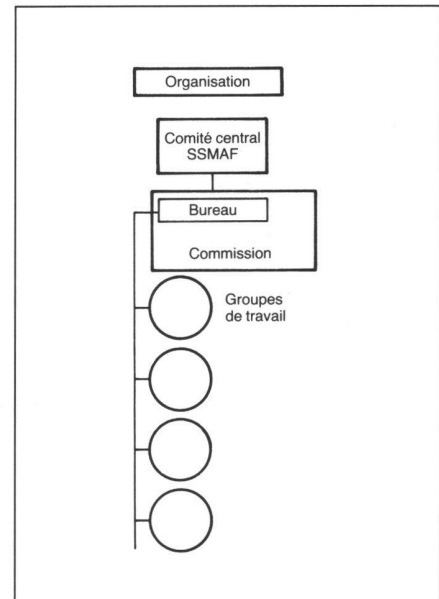 Organisation
Comité central
SSMAF
Bureau
Commission
Groupes
de travail